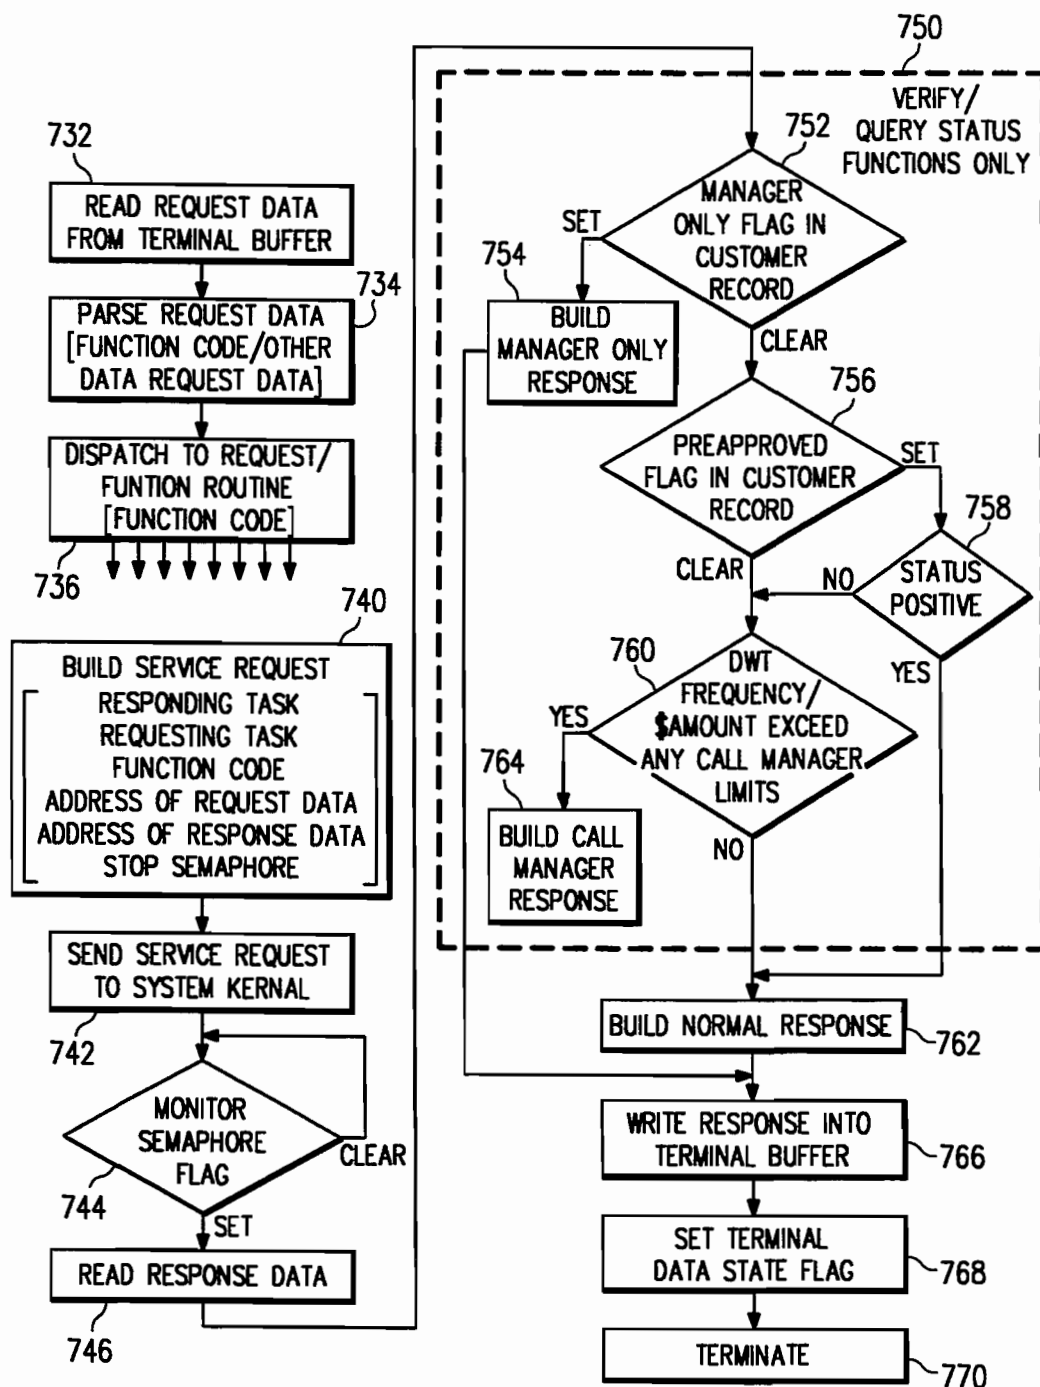 732
READ REQUEST DATA
FROM TERMINAL BUFFER
734
PARSE REQUEST DATA
[FUNCTION CODE/OTHER
DATA REQUEST DATA]
DISPATCH TO REQUEST/
FUNTION ROUTINE
[FUNCTION CODE]
736
740
BUILD SERVICE REQUEST
RESPONDING TASK
REQUESTING TASK
FUNCTION CODE
ADDRESS OF REQUEST DATA
ADDRESS OF RESPONSE DATA
STOP SEMAPHORE
SEND SERVICE REQUEST
TO SYSTEM KERNAL
742
MONITOR
SEMAPHORE
FLAG
CLEAR
744
SET
READ RESPONSE DATA
746
750
VERIFY/
QUERY STATUS
FUNCTIONS ONLY
752
MANAGER
ONLY FLAG IN
CUSTOMER
RECORD
SET
754
BUILD
MANAGER ONLY
RESPONSE
CLEAR
756
PREAPPROVED
FLAG IN CUSTOMER
RECORD
SET
758
STATUS
POSITIVE
CLEAR
NO
YES
760
DWT
FREQUENCY/
$AMOUNT EXCEED
ANY CALL MANAGER
LIMITS
YES
764
BUILD CALL
MANAGER
RESPONSE
NO
BUILD NORMAL RESPONSE
762
WRITE RESPONSE INTO
TERMINAL BUFFER
766
SET TERMINAL
DATA STATE FLAG
768
TERMINATE
770